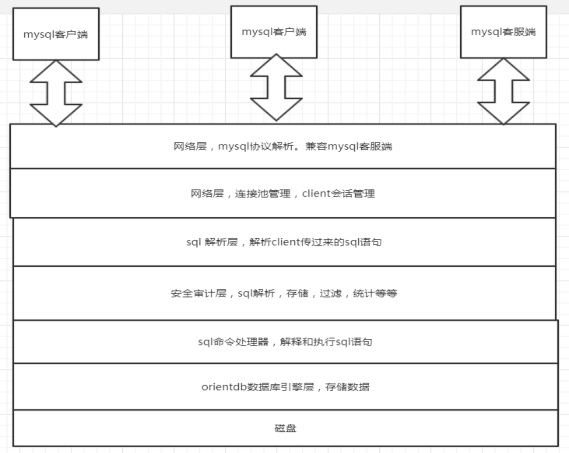 mysql客户端
mysql客户端
mysql客服端
网络层，mysql协议解析。兼容mysql客服端
网络层，连接池管理，client会话管理
sql 解析层，解析client传过来的sql语句
安全审计层，sql解析，存储，过滤，统计等等
sql命令处理器，解释和执行sql语句
orientdb数据库引擎层，存储数据
磁盘